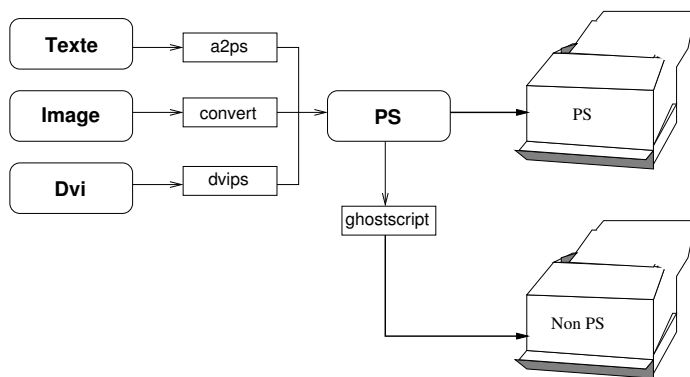 Texte
a2ps
Image
convert
PS
PS
Dvi
dvips
ghostscript
Non PS